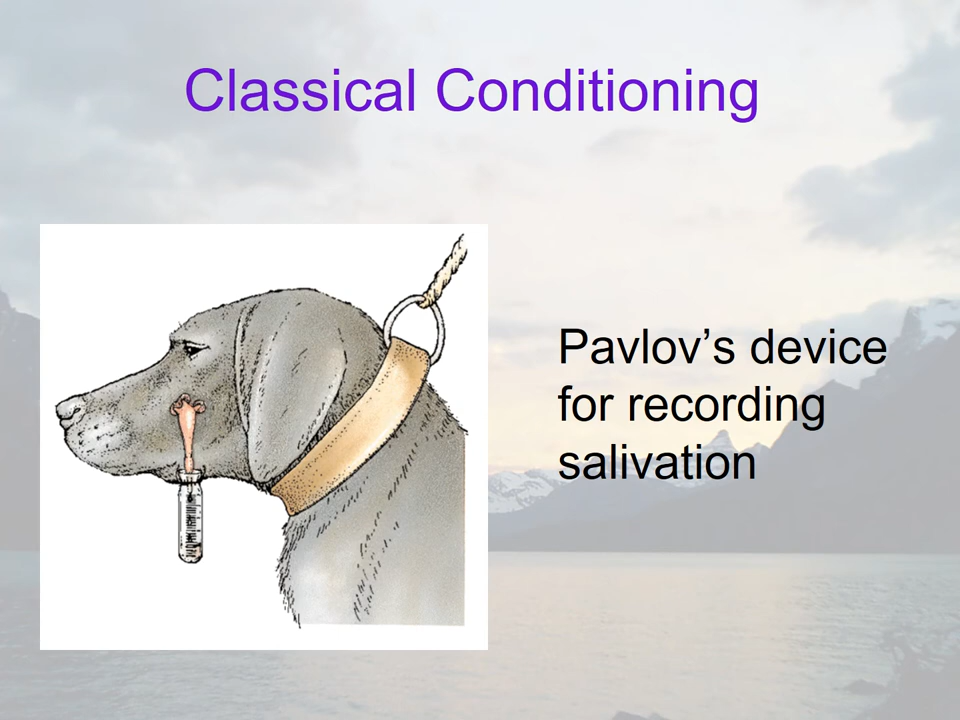 Classical Conditioning
Pavlov’s device
for recording
salivation